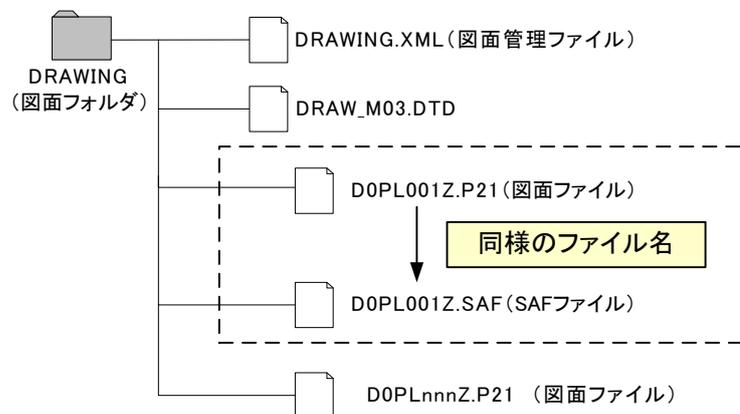 DRAWING.XML(図面管理ファイル)
DRAWING
(図面フォルダ)
DRAW_M03.DTD
D0PL001Z.P21(図面ファイル)
同様のファイル名
D0PL001Z.SAF(SAFファイル)
D0PLnnnZ.P21 (図面ファイル)